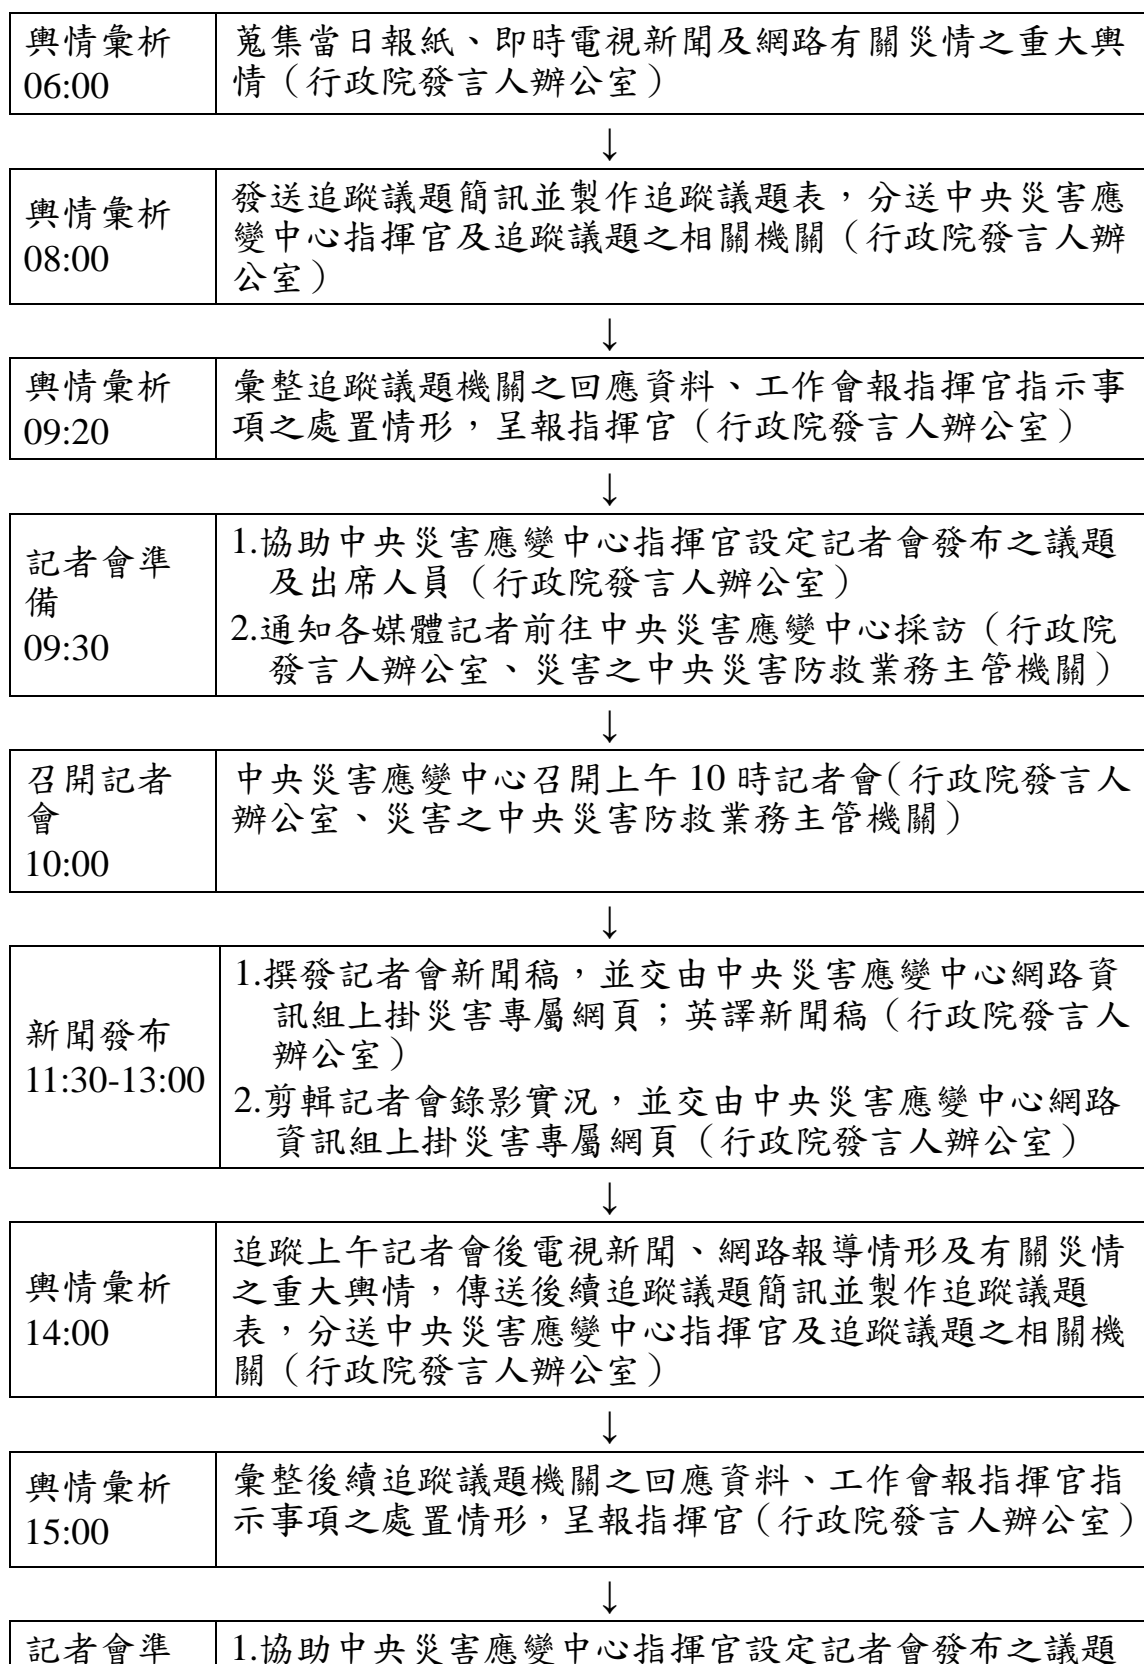 輿情彙析
06:00
蒐集當日報紙、即時電視新聞及網路有關災情之重大輿
情（行政院發言人辦公室）
↓
輿情彙析
08:00
發送追蹤議題簡訊並製作追蹤議題表，分送中央災害應
變中心指揮官及追蹤議題之相關機關（行政院發言人辦
公室）
↓
輿情彙析
09:20
彙整追蹤議題機關之回應資料、工作會報指揮官指示事
項之處置情形，呈報指揮官（行政院發言人辦公室）
↓
記者會準
備
09:30
1.協助中央災害應變中心指揮官設定記者會發布之議題
及出席人員（行政院發言人辦公室）
2.通知各媒體記者前往中央災害應變中心採訪（行政院
發言人辦公室、災害之中央災害防救業務主管機關）
↓
召開記者
會
10:00
中央災害應變中心召開上午 10 時記者會（行政院發言人
辦公室、災害之中央災害防救業務主管機關）
↓
新聞發布
11:30-13:00
1.撰發記者會新聞稿，並交由中央災害應變中心網路資
訊組上掛災害專屬網頁；英譯新聞稿（行政院發言人
辦公室）
2.剪輯記者會錄影實況，並交由中央災害應變中心網路
資訊組上掛災害專屬網頁（行政院發言人辦公室）
↓
輿情彙析
14:00
追蹤上午記者會後電視新聞、網路報導情形及有關災情
之重大輿情，傳送後續追蹤議題簡訊並製作追蹤議題
表，分送中央災害應變中心指揮官及追蹤議題之相關機
關（行政院發言人辦公室）
↓
輿情彙析
15:00
彙整後續追蹤議題機關之回應資料、工作會報指揮官指
示事項之處置情形，呈報指揮官（行政院發言人辦公室）
↓
記者會準
1.協助中央災害應變中心指揮官設定記者會發布之議題